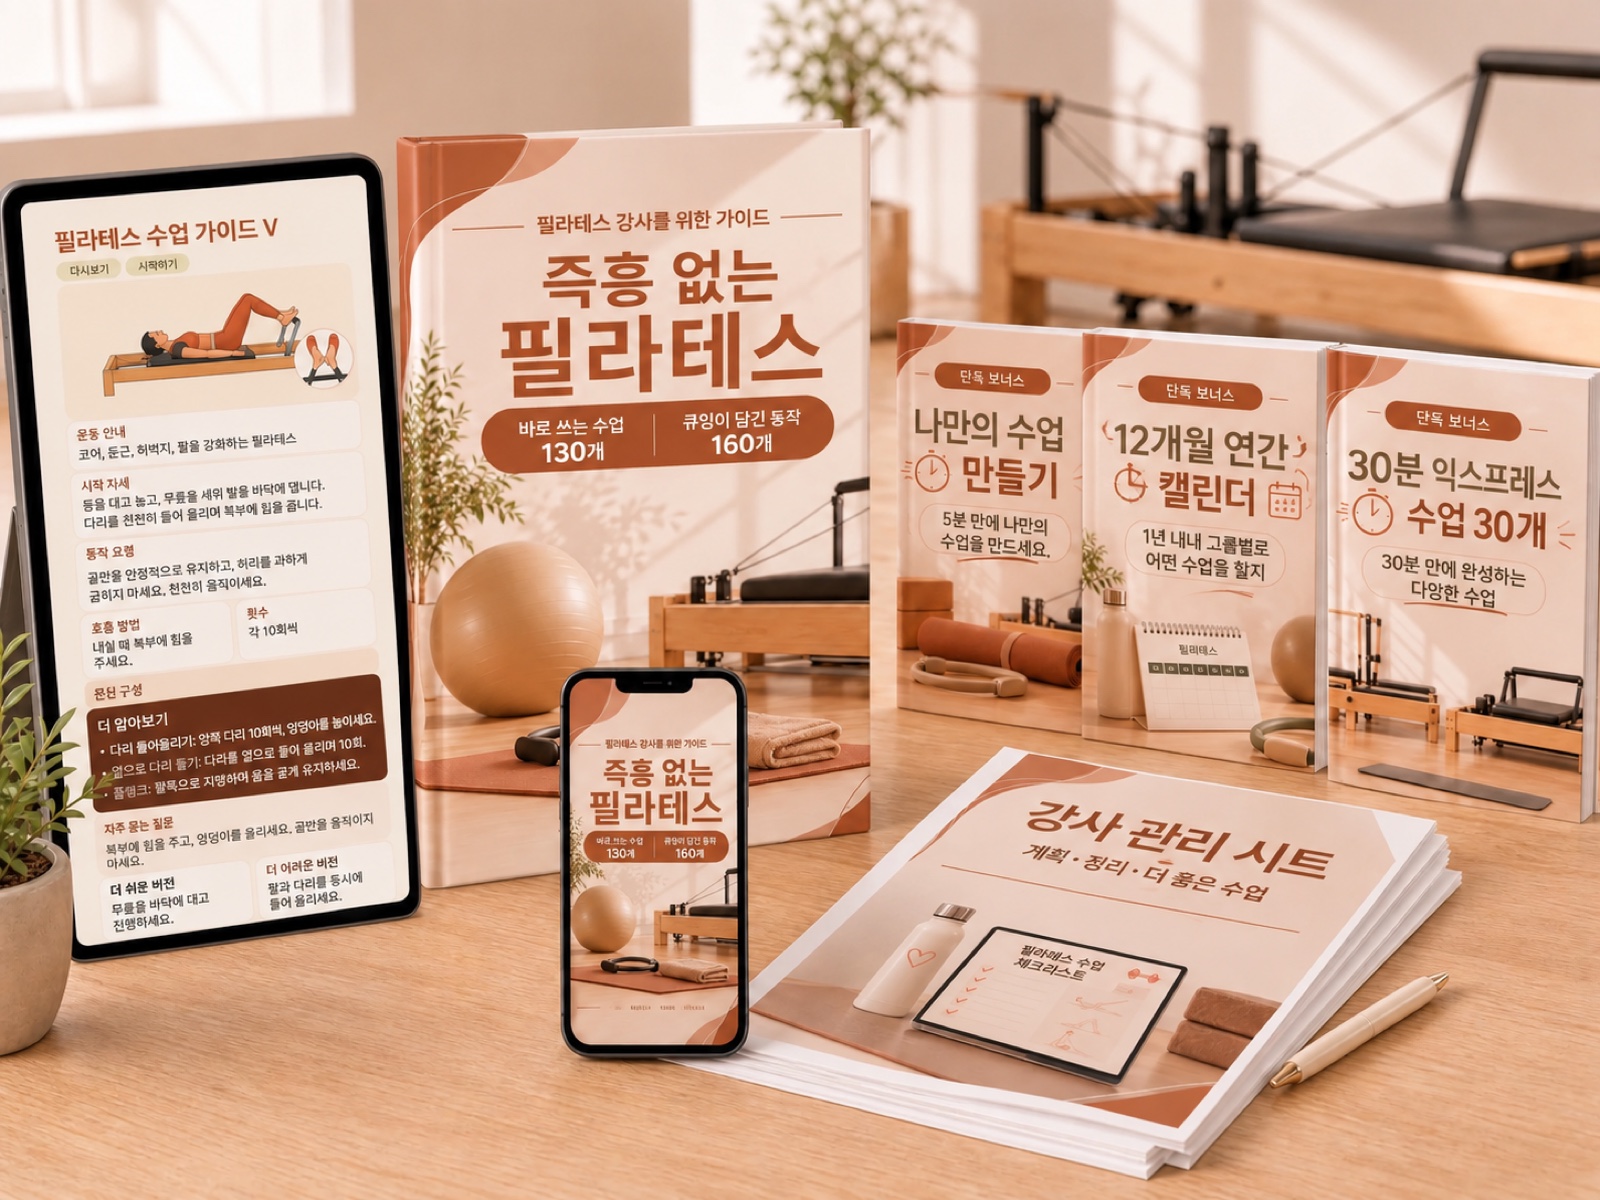 필라테스 수업 가이드 V
다시보기
시작하기
운동 안내
코어, 둔근, 허벅지, 팔을 강화하는 필라테스
시작 자세
등을 대고 눕고, 무릎을 세워 발을 바닥에 댑니다.
다리를 천천히 들어 올리며 복부에 힘을 줍니다.
동작 요령
골반을 안정적으로 유지하고, 허리를 과하게
굽히지 마세요. 천천히 움직이세요.
호흡 방법
내쉴 때 복부에 힘을
주세요.
횟수
각 10회씩
구성
더 알아보기
• 다리 들어올리기: 양쪽 다리 10회씩, 엉덩이를 높이세요.
• 옆으로 다리 들기: 다리를 옆으로 들어 올리며 10회.
• 플랭크: 팔뚝으로 지탱하며 몸을 곧게 유지하세요.
자주 묻는 질문
복부에 힘을 주고, 엉덩이를 올리세요. 골반을 움직이지
마세요.
더 쉬운 버전
무릎을 바닥에 대고
진행하세요.
더 어려운 버전
팔과 다리를 동시에
들어 올리세요.
필라테스 강사를 위한 가이드
즉흥 없는
필라테스
바로 쓰는 수업
130개
큐잉이 담긴 동작
160개
필라테스 강사를 위한 가이드
즉흥 없는
필라테스
바로 쓰는 수업
130개
큐잉이 담긴 동작
160개
단독 보너스
나만의 수업
만들기
5분 만에 나만의
수업을 만드세요.
단독 보너스
12개월 연간
캘린더
1년 내내 그룹별로
어떤 수업을 할지
필라테스
단독 보너스
30분 익스프레스
수업 30개
30분 만에 완성하는
다양한 수업
강사 관리 시트
계획 · 정리 · 더 좋은 수업
필라테스 수업
체크리스트